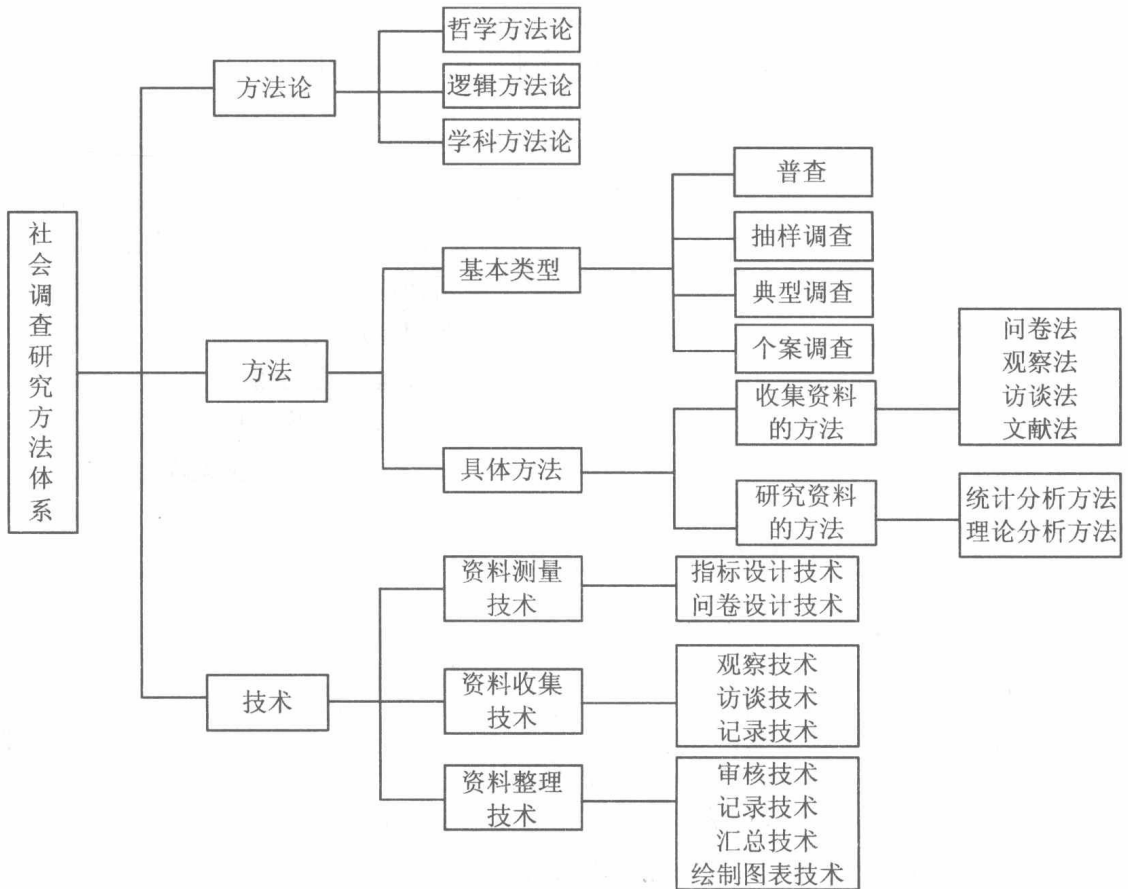 社会调查研究方法体系
方法论
哲学方法论
逻辑方法论
学科方法论
方法
基本类型
普查
抽样调查
典型调查
个案调查
具体方法
收集资料
的方法
问卷法
观察法
访谈法
文献法
研究资料
的方法
统计分析方法
理论分析方法
技术
资料测量
技术
指标设计技术
问卷设计技术
资料收集
技术
观察技术
访谈技术
记录技术
资料整理
技术
审核技术
记录技术
汇总技术
绘制图表技术